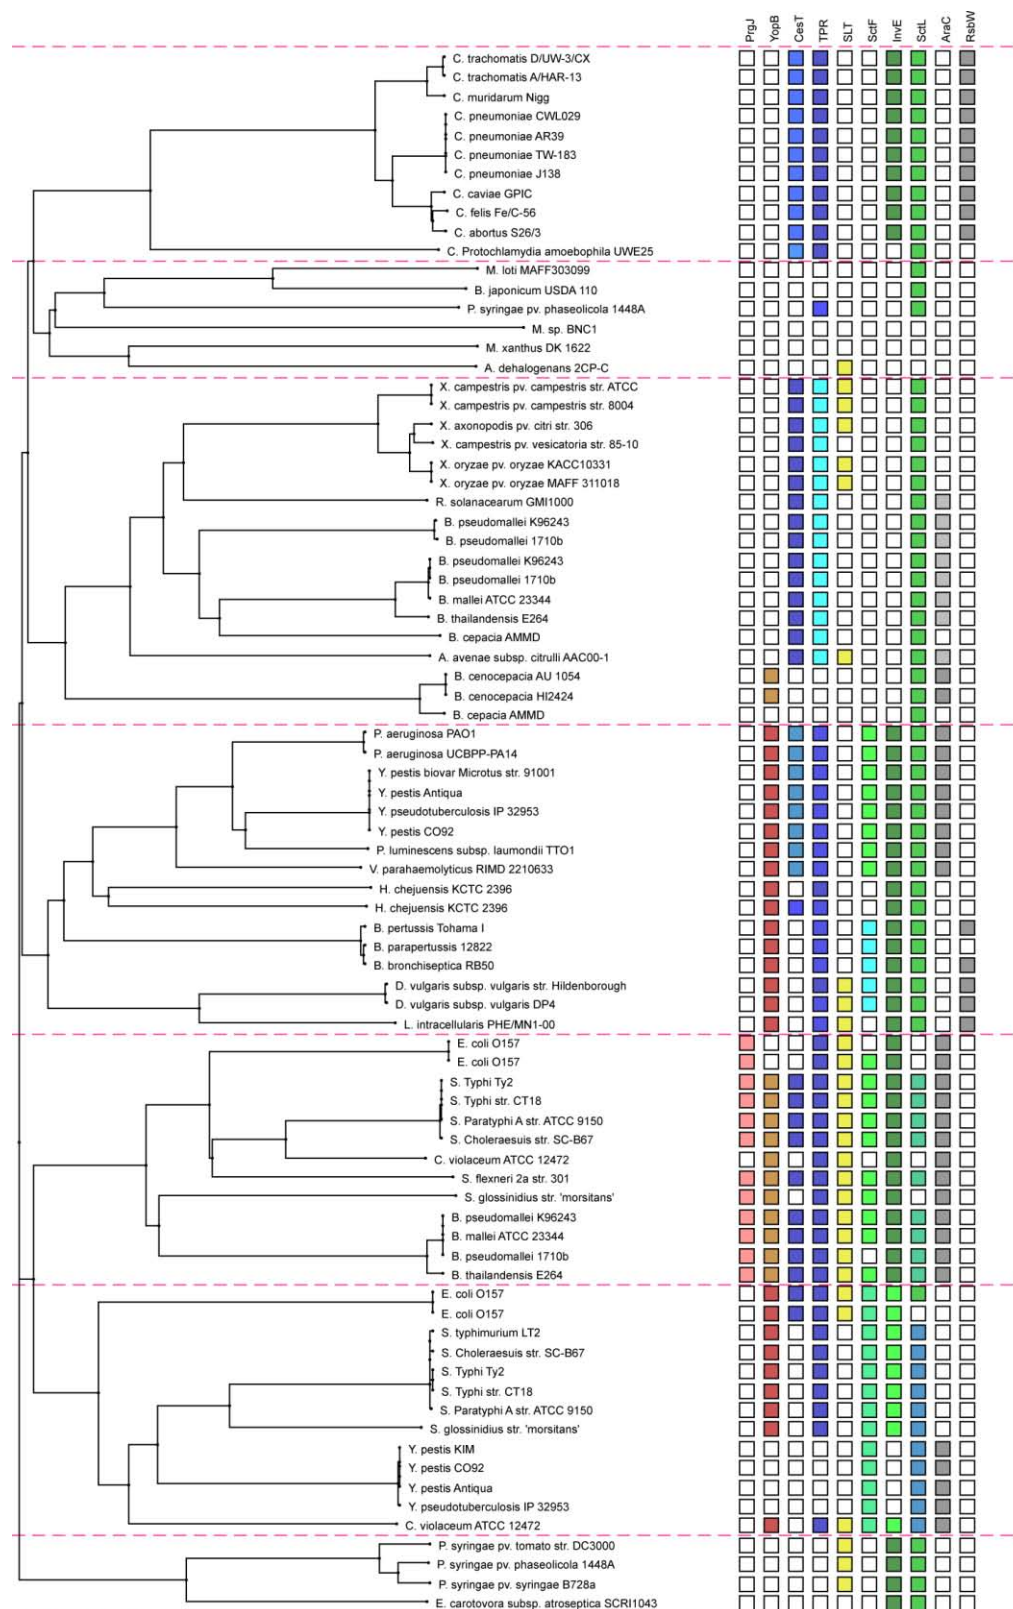 PrgJ
YopB
CesT
TPR
SLT
SctF
InvE
SctL
AraC
RsbW
C. trachomatis D/UW-3/CX
C. trachomatis A/HAR-13
C. muridarum Nigg
C. pneumoniae CWL029
C. pneumoniae AR39
C. pneumoniae TW-183
C. pneumoniae J138
C. caviae GPIC
C. felis Fe/C-56
C. abortus S26/3
C. Protochlamydia amoebophila UWE25
M. loti MAFF303099
B. japonicum USDA 110
P. syringae pv. phaseolicola 1448A
M. sp. BNC1
M. xanthus DK 1622
A. dehalogenans 2CP-C
X. campestris pv. campestris str. ATCC
X. campestris pv. campestris str. 8004
X. axonopodis pv. citri str. 306
X. campestris pv. vesicatoria str. 85-10
X. oryzae pv. oryzae KACC10331
X. oryzae pv. oryzae MAFF 311018
R. solanacearum GMI1000
B. pseudomallei K96243
B. pseudomallei 1710b
B. pseudomallei K96243
B. pseudomallei 1710b
B. mallei ATCC 23344
B. thailandensis E264
B. cepacia AMMD
A. avenae subsp. citrulli AAC00-1
B. cenocepacia AU 1054
B. cenocepacia HI2424
B. cepacia AMMD
P. aeruginosa PAO1
P. aeruginosa UCBPP-PA14
Y. pestis biovar Microtus str. 91001
Y. pestis Antiqua
Y. pseudotuberculosis IP 32953
Y. pestis CO92
P. luminescens subsp. laumondii TTO1
V. parahaemolyticus RIMD 2210633
H. chejuensis KCTC 2396
H. chejuensis KCTC 2396
B. pertussis Tohama I
B. parapertussis 12822
B. bronchiseptica RB50
D. vulgaris subsp. vulgaris str. Hildenborough
D. vulgaris subsp. vulgaris DP4
L. intracellularis PHE/MN1-00
E. coli O157
E. coli O157
S. Typhi Ty2
S. Typhi str. CT18
S. Paratyphi A str. ATCC 9150
S. Choleraesuis str. SC-B67
C. violaceum ATCC 12472
S. flexneri 2a str. 301
S. glossinidius str. 'morsitans'
B. pseudomallei K96243
B. mallei ATCC 23344
B. pseudomallei 1710b
B. thailandensis E264
E. coli O157
E. coli O157
S. typhimurium LT2
S. Choleraesuis str. SC-B67
S. Typhi Ty2
S. Typhi str. CT18
S. Paratyphi A str. ATCC 9150
S. glossinidius str. 'morsitans'
Y. pestis KIM
Y. pestis CO92
Y. pestis Antiqua
Y. pseudotuberculosis IP 32953
C. violaceum ATCC 12472
P. syringae pv. tomato str. DC3000
P. syringae pv. phaseolicola 1448A
P. syringae pv. syringae B728a
E. carotovora subsp. atroseptica SCRI1043